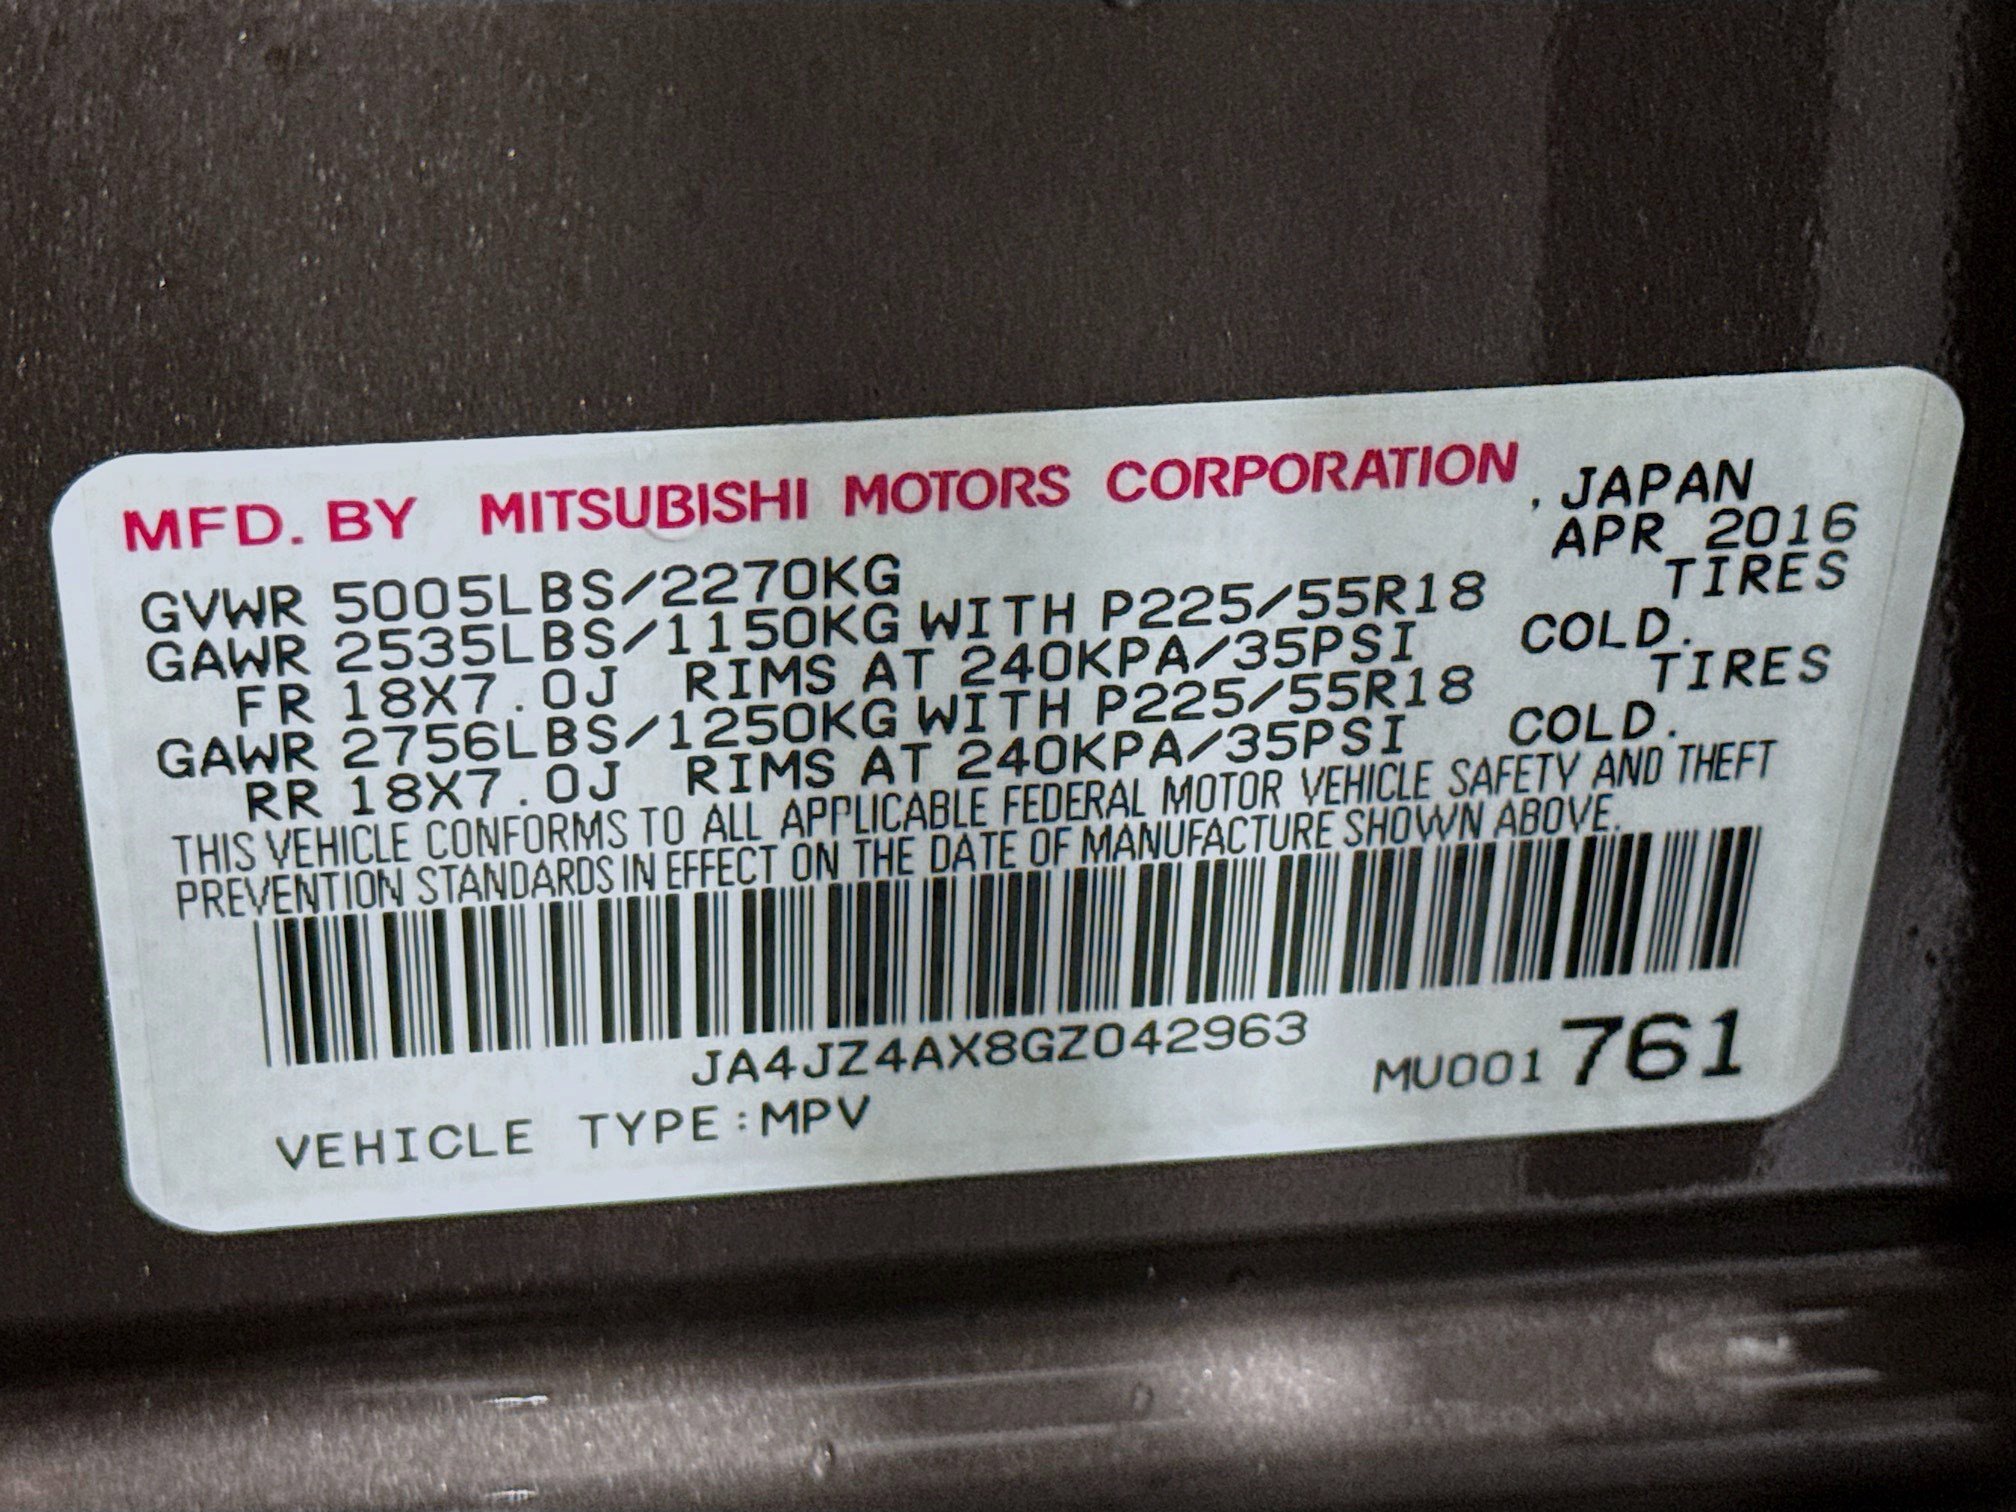 MFD. BY MITSUBISHI MOTORS CORPORATION , JAPAN
APR 2016
GVWR 5005LBS/2270KG
GAWR 2535LBS/1150KG WITH P225/55R18 TIRES
FR 18X7.0J RIMS AT 240KPA/35PSI COLD.
GAWR 2756LBS/1250KG WITH P225/55R18 TIRES
RR 18X7.0J RIMS AT 240KPA/35PSI COLD.
THIS VEHICLE CONFORMS TO ALL APPLICABLE FEDERAL MOTOR VEHICLE SAFETY AND THEFT
PREVENTION STANDARDS IN EFFECT ON THE DATE OF MANUFACTURE SHOWN ABOVE.
JA4JZ4AX8GZ042963
MU001761
VEHICLE TYPE:MPV